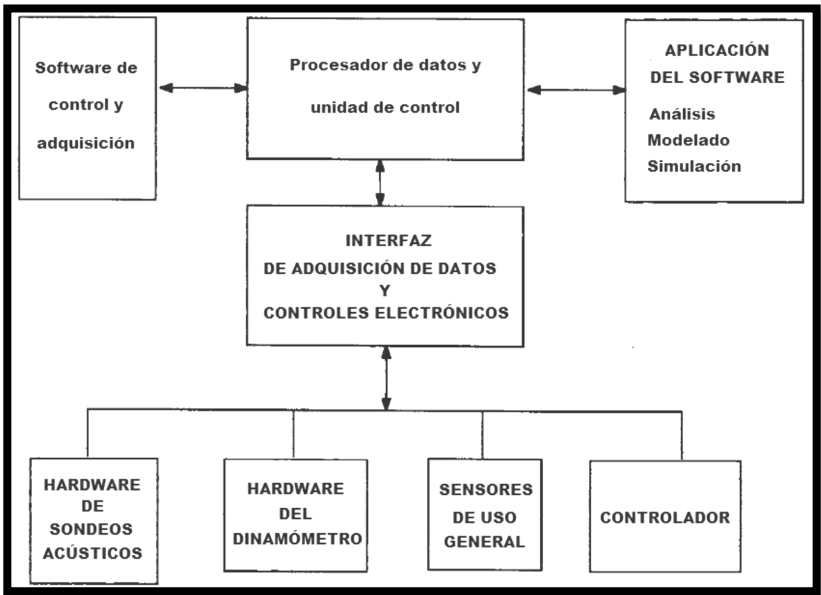 Software de
control y
adquisición
Procesador de datos y
unidad de control
APLICACIÓN
DEL SOFTWARE
Análisis
Modelado
Simulación
INTERFAZ
DE ADQUISICIÓN DE DATOS
Y
CONTROLES ELECTRÓNICOS
HARDWARE
DE
SONDEOS
ACÚSTICOS
HARDWARE
DEL
DINAMÓMETRO
SENSORES
DE USO
GENERAL
CONTROLADOR